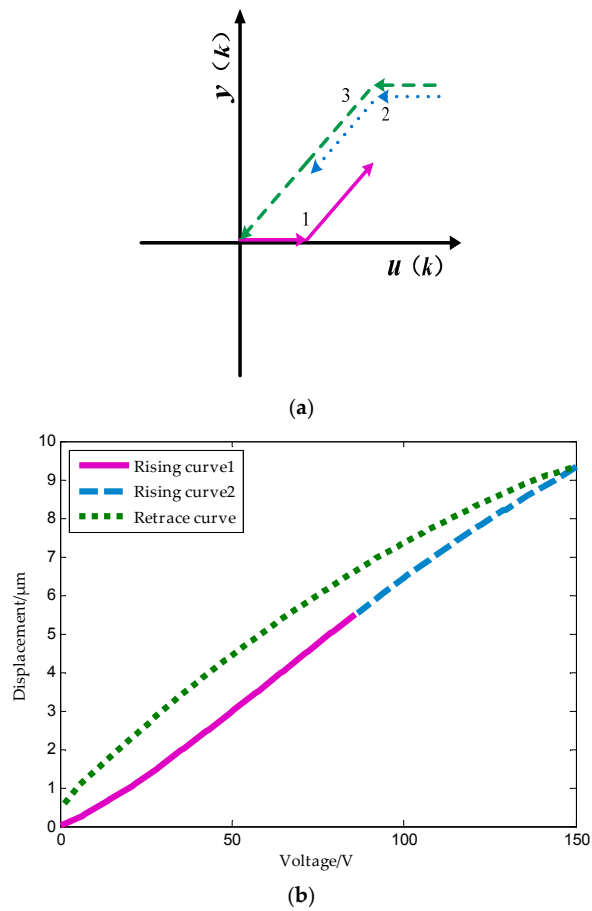 y（k）
3
2
1
u（k）
(a)
10
9
8
7
6
5
4
3
2
1
0
Displacement/μm
Rising curve1
Rising curve2
Retrace curve
0
50
100
150
Voltage/V
(b)